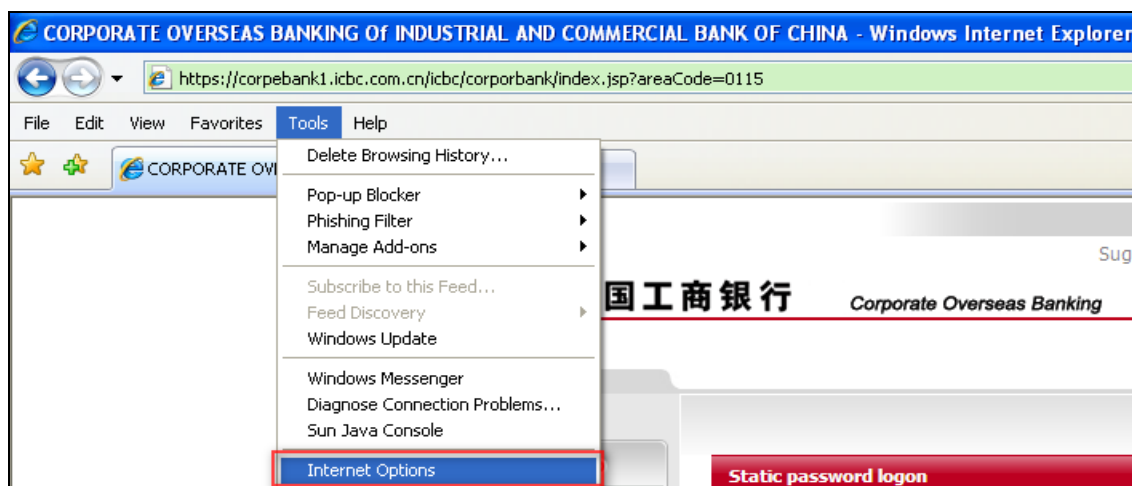 CORPORATE OVERSEAS BANKING Of INDUSTRIAL AND COMMERCIAL BANK OF CHINA - Windows Internet Explorer
https://corpebank1.icbc.com.cn/icbc/corporbank/index.jsp?areaCode=0115
File Edit View Favorites Tools Help
CORPORATE
Delete Browsing History...
Pop-up Blocker
Phishing Filter
Manage Add-ons
Subscribe to this Feed...
Feed Discovery
Windows Update
Windows Messenger
Diagnose Connection Problems...
Sun Java Console
Internet Options
Sug
国工商银行 Corporate Overseas Banking
Static password logon